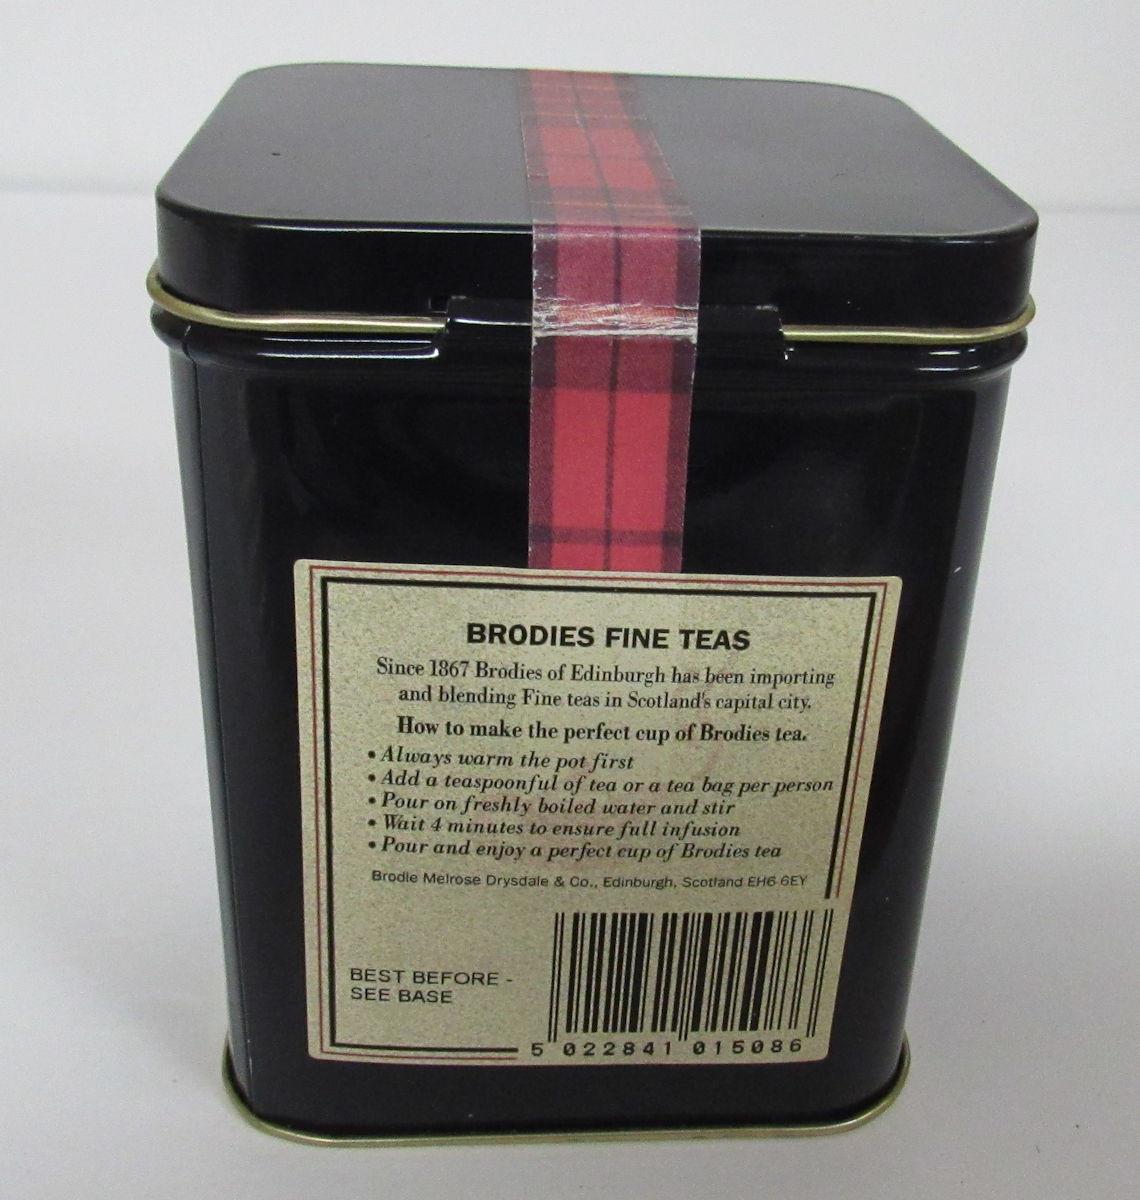 BRODIES FINE TEAS
Since 1867 Brodies of Edinburgh has been importing
and blending Fine teas in Scotland's capital city.
How to make the perfect cup of Brodies tea.
• Always warm the pot first
• Add a teaspoonful of tea or a tea bag per person
• Pour on freshly boiled water and stir
• Wait 4 minutes to ensure full infusion
• Pour and enjoy a perfect cup of Brodies tea
Brodie Melrose Drysdale & Co., Edinburgh, Scotland EH6 6EY
BEST BEFORE -
SEE BASE
5 022841 015086